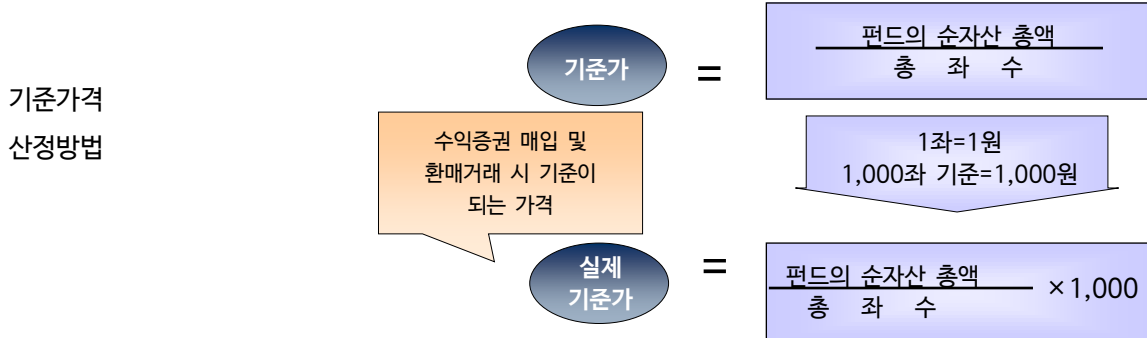 기준가격
산정방법
기준가
=
펀드의 순자산 총액
총 좌 수
수익증권 매입 및
환매거래 시 기준이
되는 가격
1좌=1원
1,000좌 기준=1,000원
실제
기준가
=
펀드의 순자산 총액
총 좌 수
×1,000